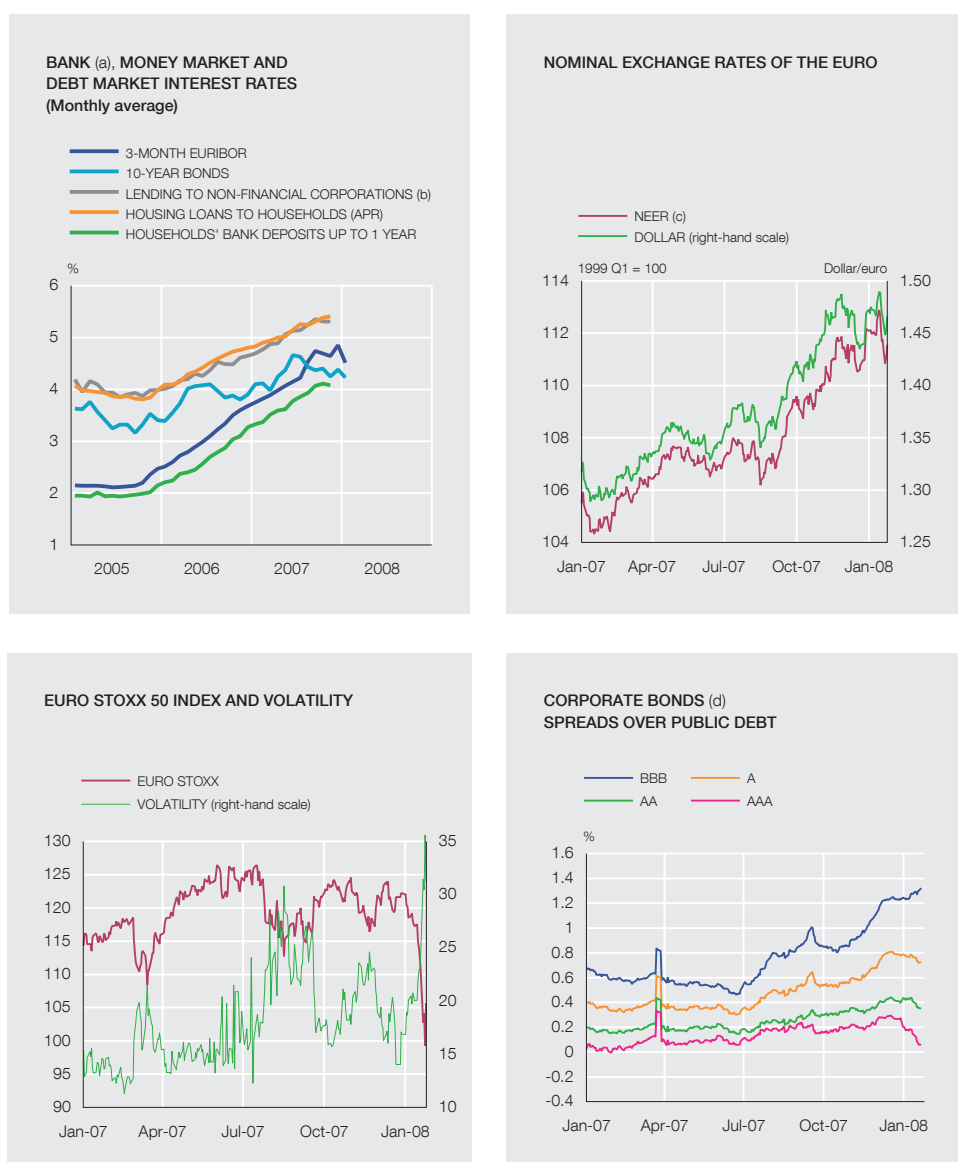 BANK (a), MONEY MARKET AND
DEBT MARKET INTEREST RATES
(Monthly average)
3-MONTH EURIBOR
10-YEAR BONDS
LENDING TO NON-FINANCIAL CORPORATIONS (b)
HOUSING LOANS TO HOUSEHOLDS (APR)
HOUSEHOLDS' BANK DEPOSITS UP TO 1 YEAR
%
6
5
4
3
2
1
2005 2006 2007 2008
NOMINAL EXCHANGE RATES OF THE EURO
NEER (c)
DOLLAR (right-hand scale)
1999 Q1 = 100 Dollar/euro
114 1.50
112 1.45
110 1.40
108 1.35
106 1.30
104 1.25
Jan-07 Apr-07 Jul-07 Oct-07 Jan-08
EURO STOXX 50 INDEX AND VOLATILITY
EURO STOXX
VOLATILITY (right-hand scale)
130 35
125
120 30
115 25
110
105 20
100 15
95
90 10
Jan-07 Apr-07 Jul-07 Oct-07 Jan-08
CORPORATE BONDS (d)
SPREADS OVER PUBLIC DEBT
BBB A
AA AAA
%
1.6
1.4
1.2
1
0.8
0.6
0.4
0.2
0
-0.2
-0.4
Jan-07 Apr-07 Jul-07 Oct-07 Jan-08